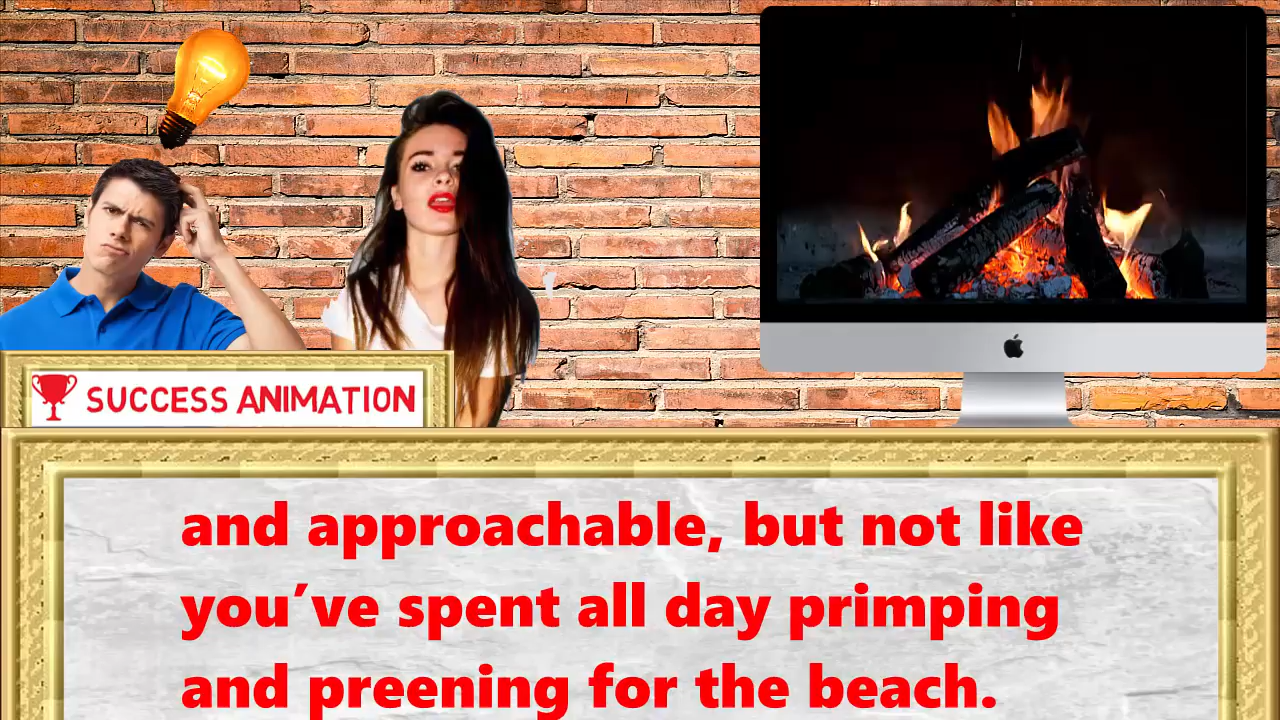 SUCCESS ANIMATION
and approachable, but not like
you’ve spent all day primping
and preening for the beach.